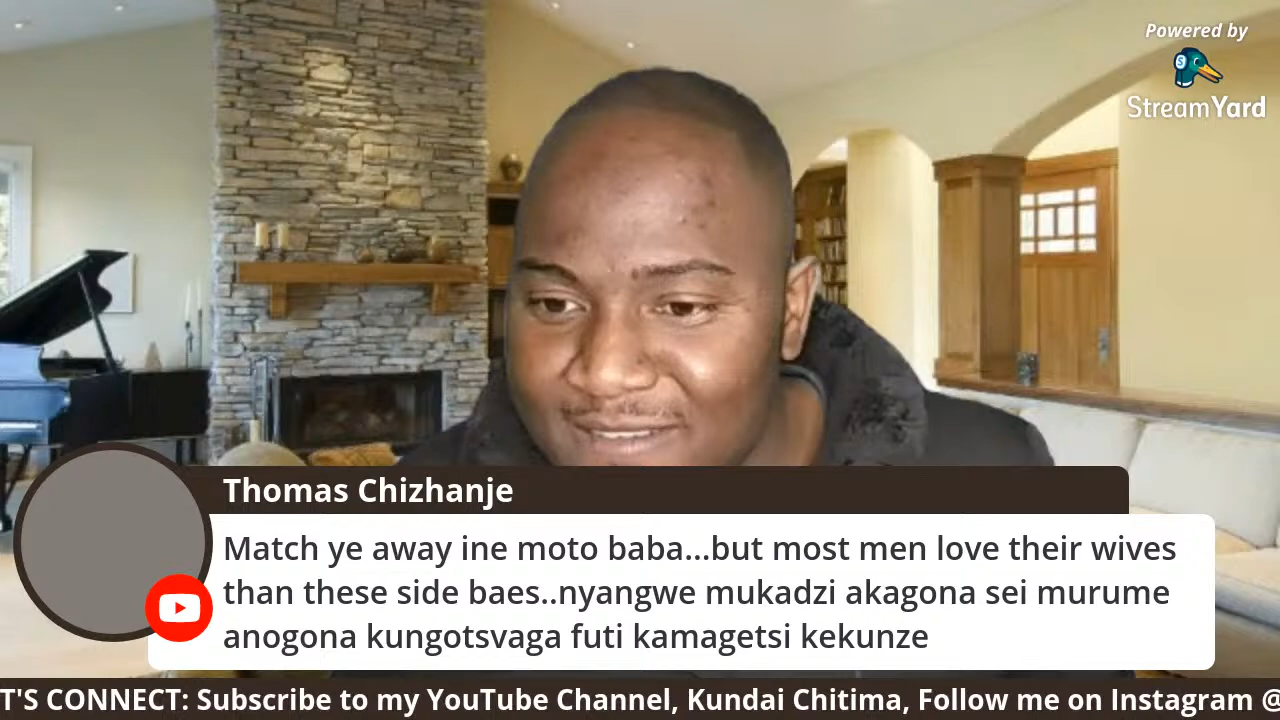 Powered by
StreamYard
Thomas Chizhanje
Match ye away ine moto baba...but most men love their wives
than these side baes..nyangwe mukadzi akagona sei murume
anogona kungotsvaga futi kamagetsi kekunze
T'S CONNECT: Subscribe to my YouTube Channel, Kundai Chitima, Follow me on Instagram @